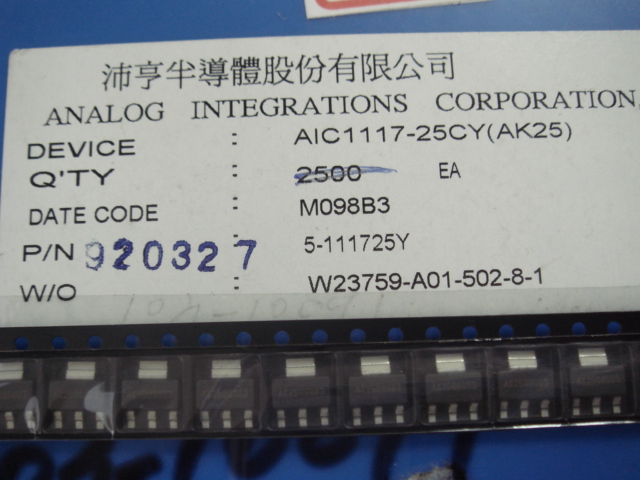 沛亨半導體股份有限公司
ANALOG INTEGRATIONS CORPORATION
DEVICE : AIC1117-25CY(AK25)
Q'TY : 2500 EA
DATE CODE : M098B3
P/N 920327 : 5-111725Y
W/O : W23759-A01-502-8-1